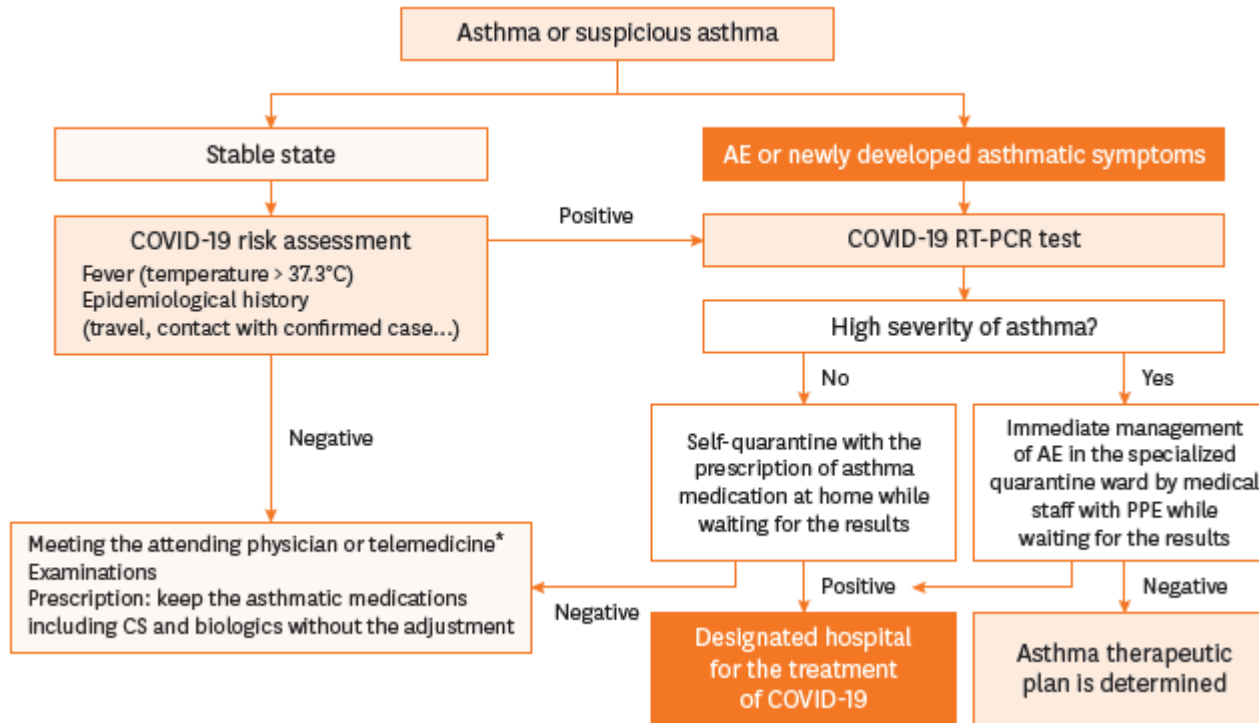 Asthma or suspicious asthma
Stable state
AE or newly developed asthmatic symptoms
Positive
COVID-19 risk assessment
Fever (temperature > 37.3°C)
Epidemiological history
(travel, contact with confirmed case...)
COVID-19 RT-PCR test
High severity of asthma?
No
Yes
Negative
Self-quarantine with the
prescription of asthma
medication at home while
waiting for the results
Immediate management
of AE in the specialized
quarantine ward by medical
staff with PPE while
waiting for the results
Meeting the attending physician or telemedicine*
Examinations
Prescription: keep the asthmatic medications
including CS and biologics without the adjustment
Negative
Positive
Negative
Designated hospital
for the treatment
of COVID-19
Asthma therapeutic
plan is determined